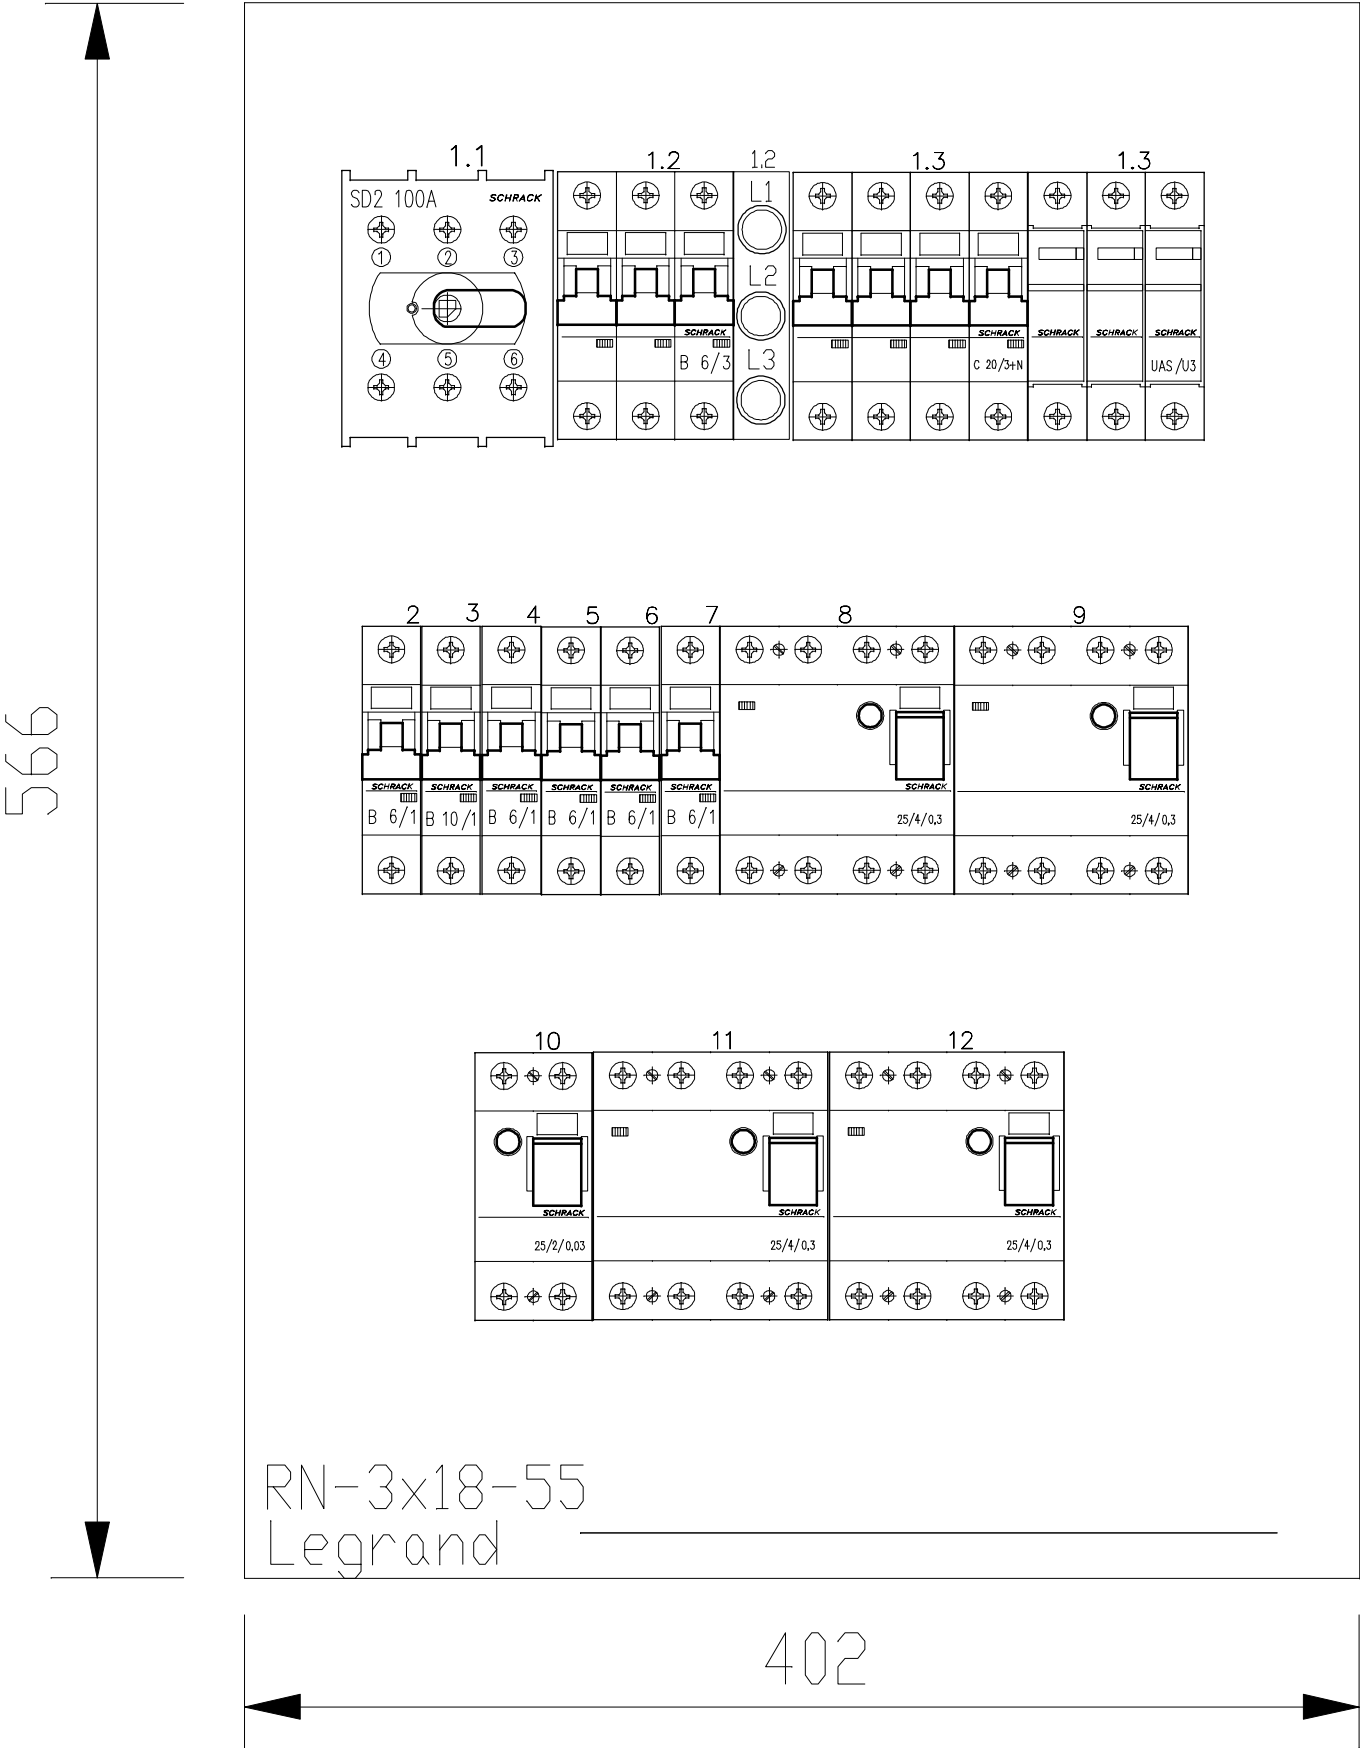 1.1 1.2 1.2 1.3 1.3
SD2 100A SCHRACK L1
1 2 3
L2
SCHRACK SCHRACK SCHRACK SCHRACK SCHRACK
4 5 6 B 6/3 L3 C 20/3+N UAS/U3
2 3 4 5 6 7 8 9
566
SCHRACK SCHRACK SCHRACK SCHRACK SCHRACK SCHRACK SCHRACK SCHRACK
B 6/1 B 10/1 B 6/1 B 6/1 B 6/1 B 6/1 25/4/0,3 25/4/0,3
10 11 12
SCHRACK SCHRACK SCHRACK
25/2/0,03 25/4/0,3 25/4/0,3
RN-3x18-55
Legrand
402